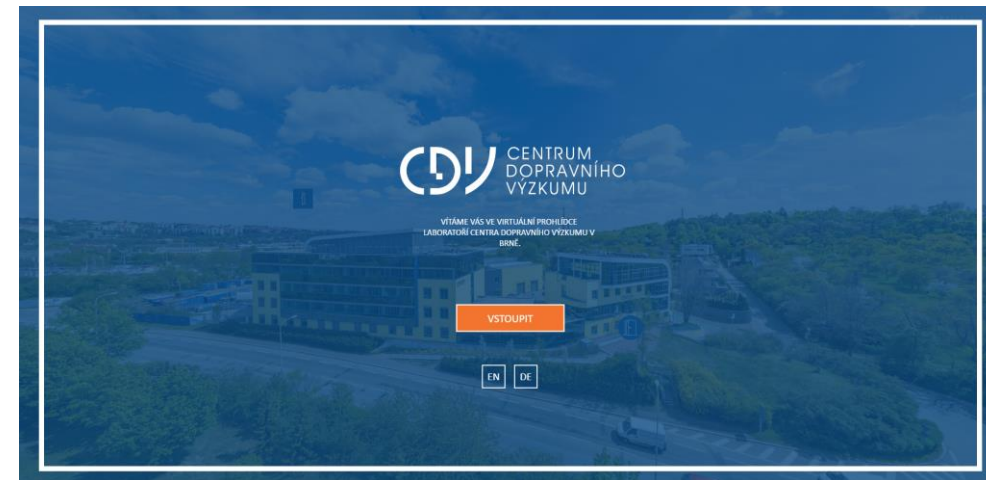 CDV CENTRUM
DOPRAVNÍHO
VÝZKUMU
VÍTÁME VÁS VE VIRTUÁLNÍ PROHLÍDCE
LABORATOŘÍ CENTRA DOPRAVNÍHO VÝZKUMU V
BRNĚ.
VSTOUPIT
EN DE